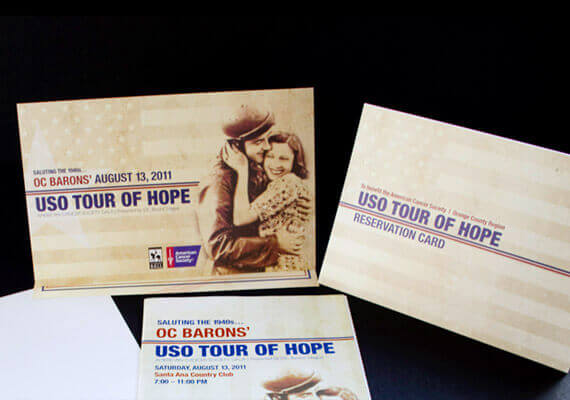 SALUTING THE 1940s...
OC BARONS' AUGUST 13, 2011
USO TOUR OF HOPE
American
Cancer
Society
To benefit the American Cancer Society | Orange County Region
USO TOUR OF HOPE
RESERVATION CARD
SALUTING THE 1940s...
OC BARONS'
USO TOUR OF HOPE
SATURDAY, AUGUST 13, 2011
Santa Ana Country Club
7:00 – 11:00 PM